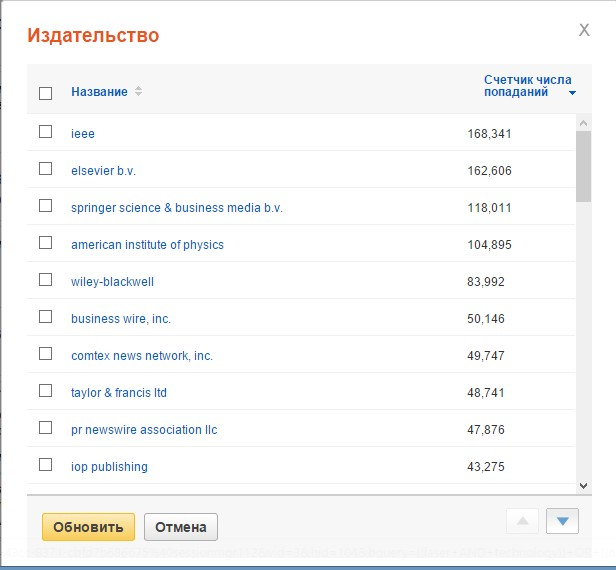 Издательство
X
Название
Счетчик числа
попаданий
ieee 168,341
elsevier b.v. 162,606
springer science & business media b.v. 118,011
american institute of physics 104,895
wiley-blackwell 83,992
business wire, inc. 50,146
comtex news network, inc. 49,747
taylor & francis ltd 48,741
pr newswire association llc 47,876
iop publishing 43,275
Обновить Отмена